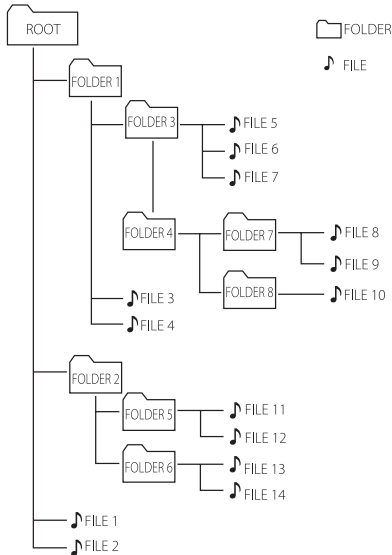 ROOT
FOLDER
FILE
FOLDER 1
FOLDER 3
FILE 5
FILE 6
FILE 7
FOLDER 4
FOLDER 7
FILE 8
FILE 9
FOLDER 8
FILE 10
FILE 3
FILE 4
FOLDER 2
FOLDER 5
FILE 11
FILE 12
FOLDER 6
FILE 13
FILE 14
FILE 1
FILE 2